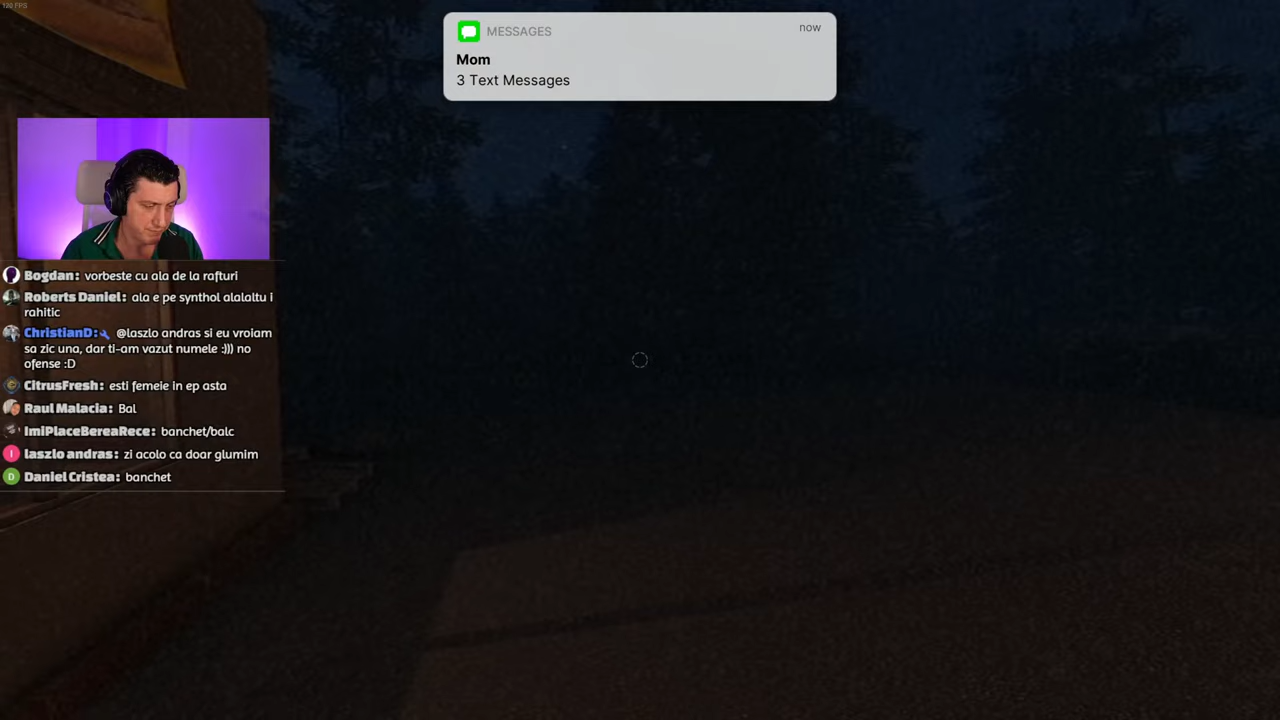 120 FPS
MESSAGES
now
Mom
3 Text Messages
Bogdan: vorbeste cu ala de la rafturi
Roberts Daniel: ala e pe synthol alalaltu i
rahitic
ChristianD: @laszlo andras si eu vroiam
sa zic una, dar ti-am vazut numele :))) no
ofense :D
CitrusFresh: esti femeie in ep asta
Raul Malacia: Bal
ImiPlaceBereaRece: banchet/balc
I
laszlo andras: zi acolo ca doar glumim
D
Daniel Cristea: banchet